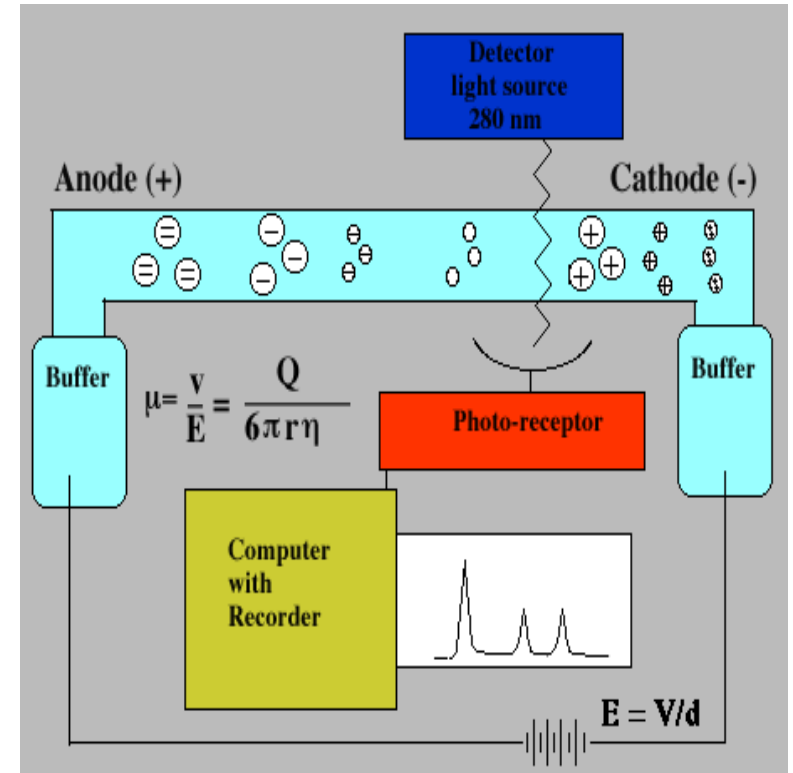 Detector
light source
280 nm
Anode (+)
Cathode (-)
Buffer
μ= v/E = Q/6πrη
Buffer
Photo-receptor
Computer
with
Recorder
E = V/d